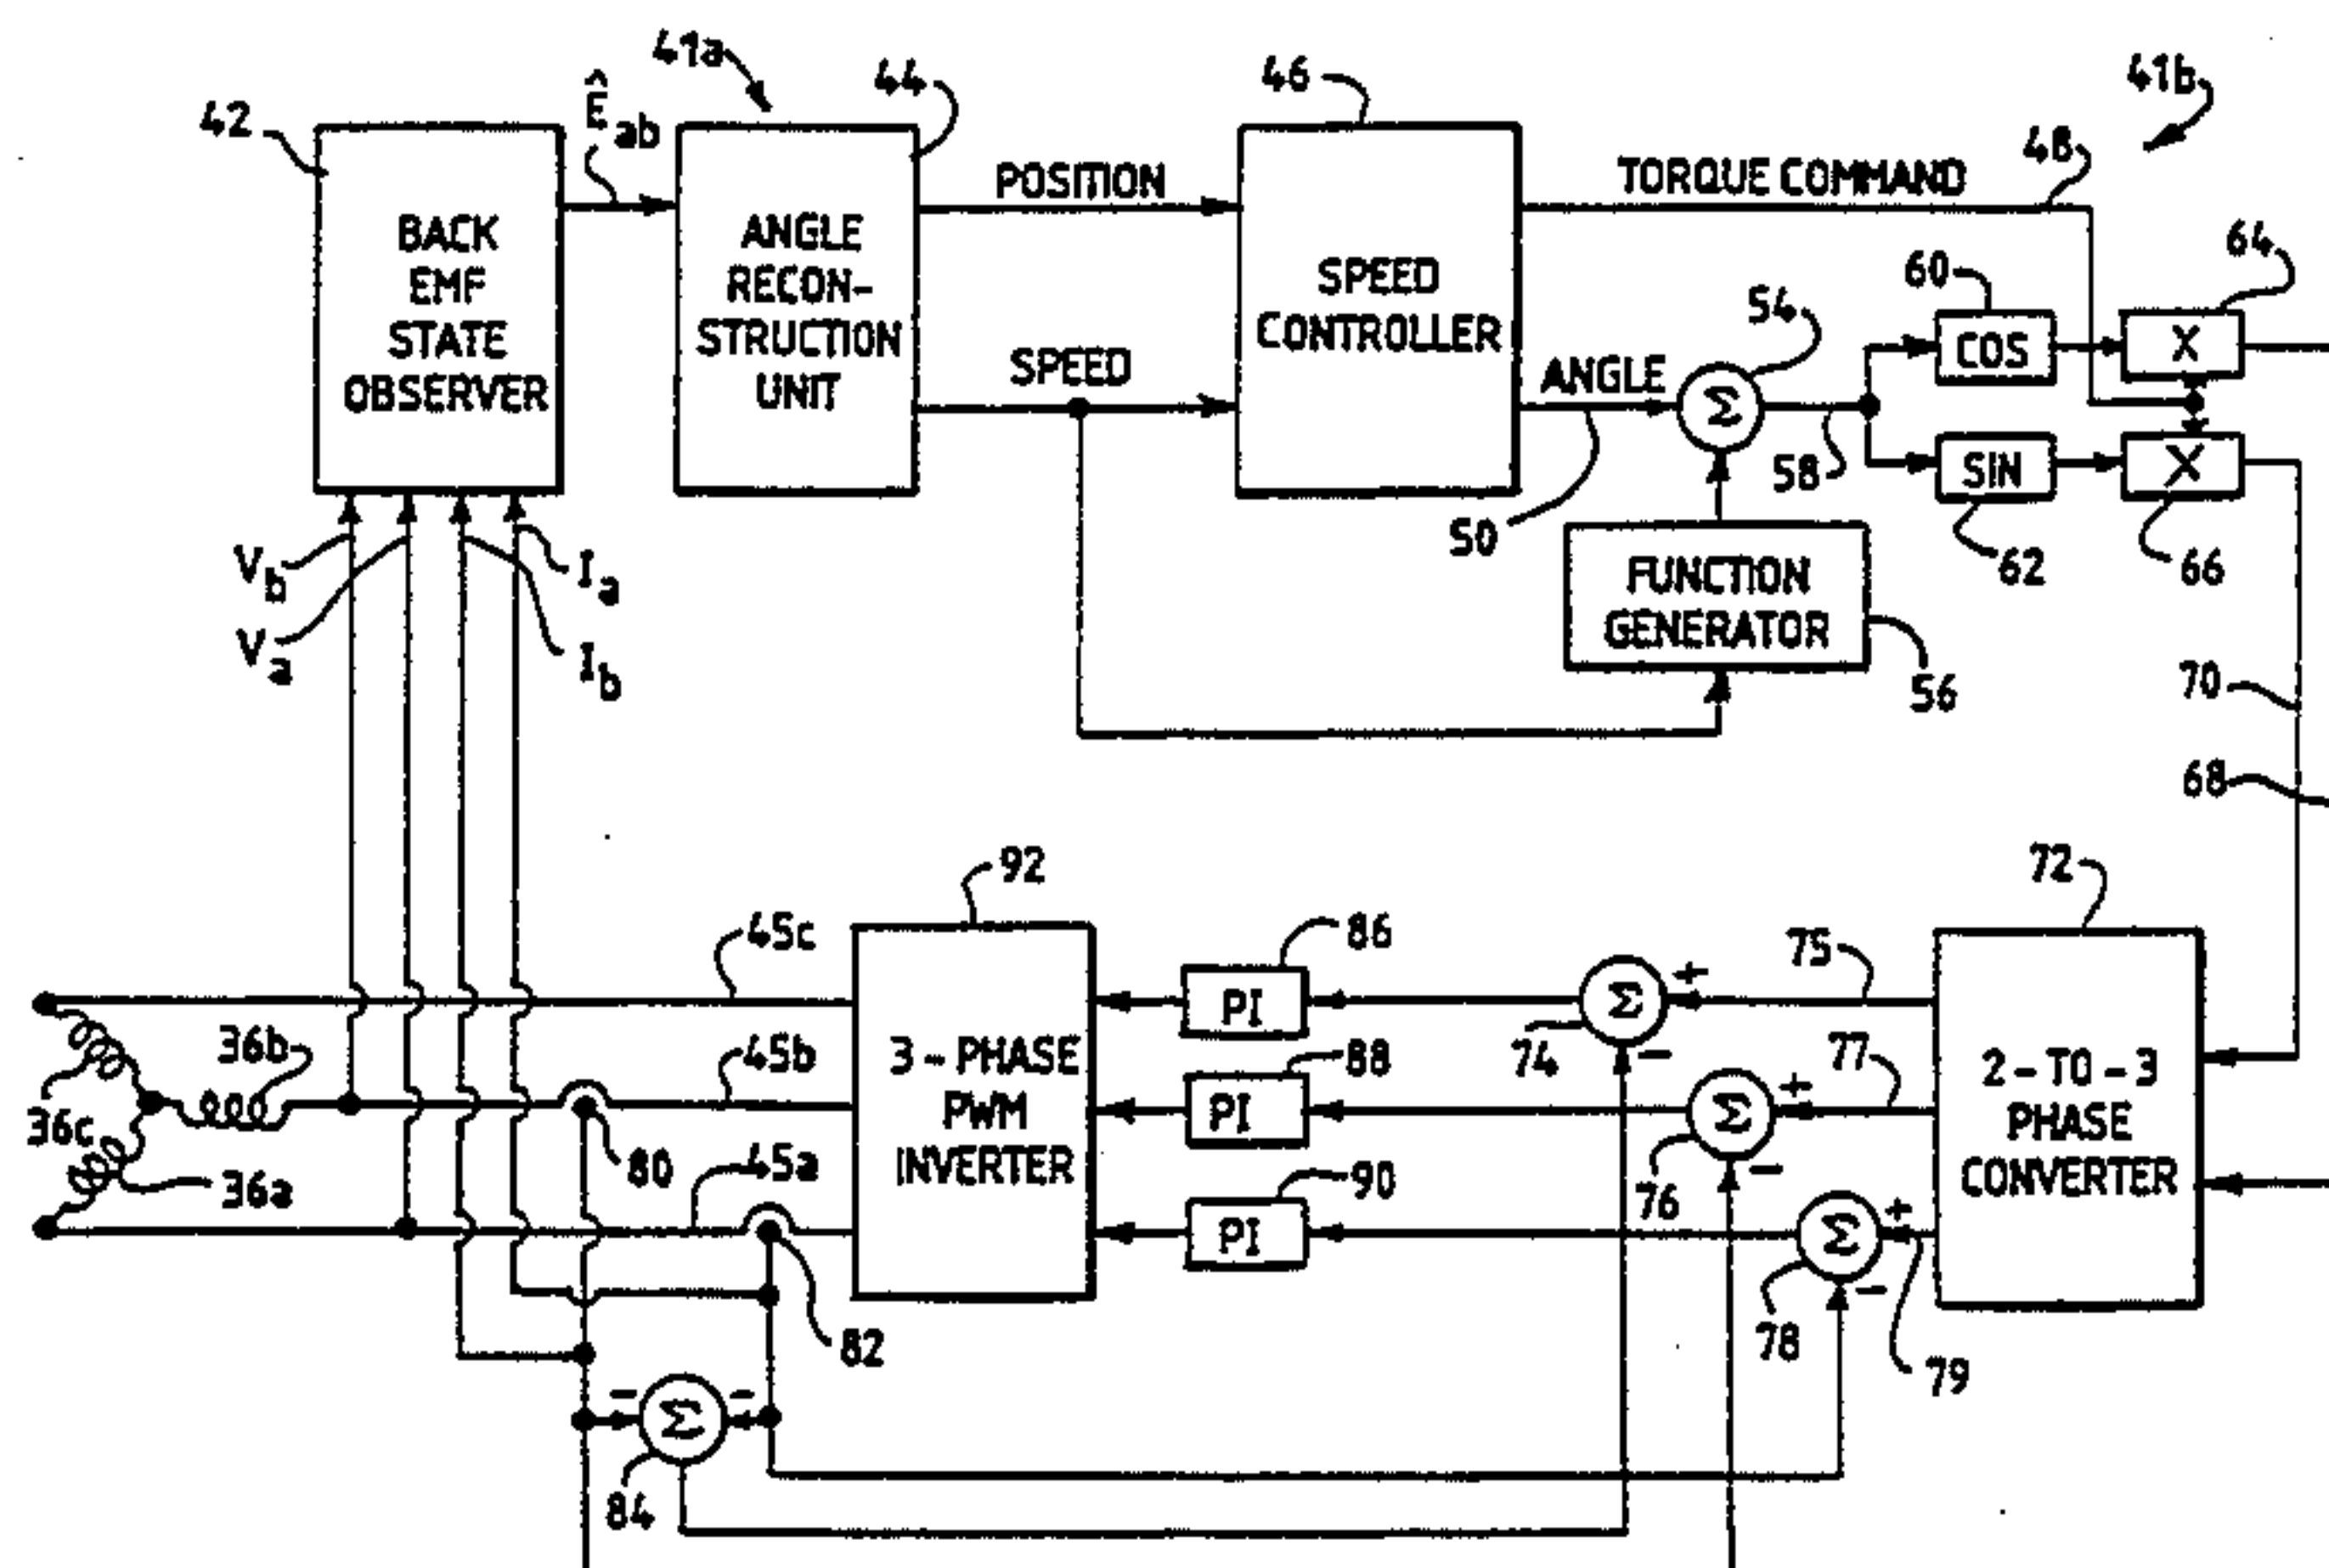 41a
44
46
41b
42
Ê ab
48
POSITION
TORQUE COMMAND
64
60
54
BACK
EMF
STATE
OBSERVER
ANGLE
RECON-
STRUCTION
UNIT
SPEED
CONTROLLER
SPEED
ANGLE
Σ
COS
X
SIN
X
58
50
62
66
V b
I a
V a
I b
FUNCTION
GENERATOR
56
70
68
92
72
45c
86
75
PI
Σ
+
-
74
36b
45b
88
77
3-PHASE
PWM
INVERTER
2-TO-3
PHASE
CONVERTER
PI
Σ
+
-
76
36c
80
36a
45a
90
PI
Σ
+
-
78
79
82
-
Σ
-
84